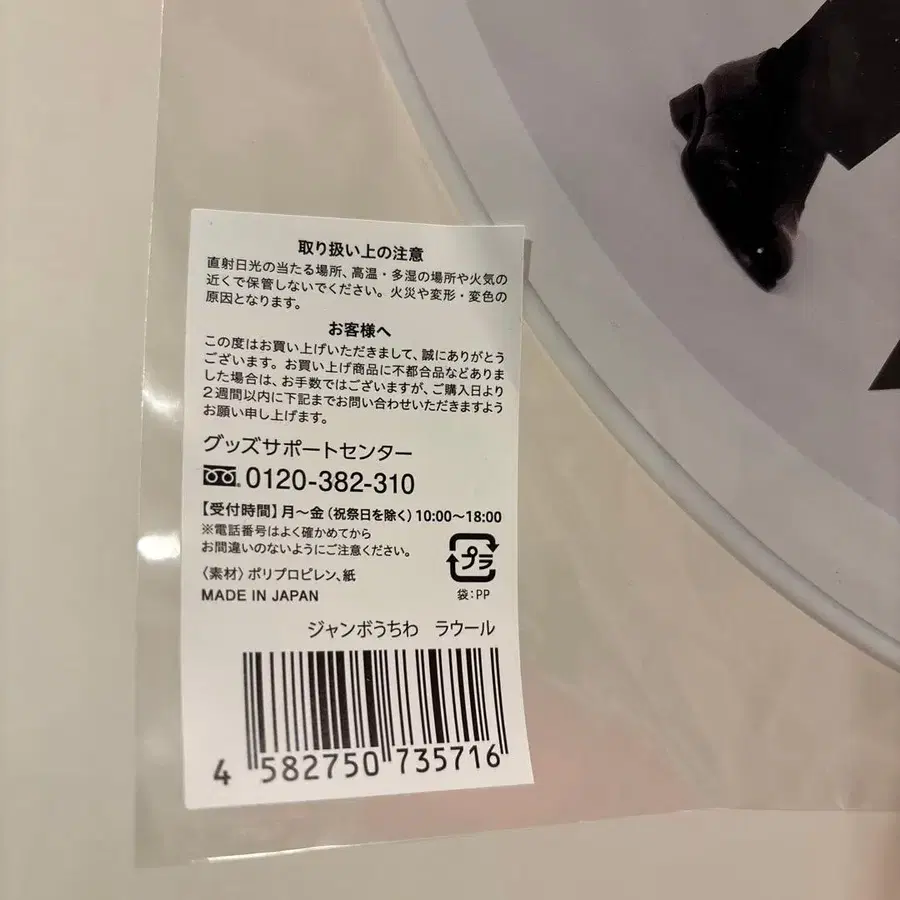 取り扱い上の注意
直射日光の当たる場所、高温・多湿の場所や火気の
近くで保管しないでください。火災や変形・変色の
原因となります。
お客様へ
この度はお買い上げいただきまして、誠にありがとう
ございます。お買い上げ商品に不都合品などありま
した場合は、お手数ではございますが、ご購入日より
2週間以内に下記までお問い合わせいただきますよう
お願い申し上げます。
グッズサポートセンター
0120-382-310
【受付時間】月〜金（祝祭日を除く）10:00〜18:00
※電話番号はよく確かめてから
お間違いのないようにご注意ください。
プラ
〈素材〉ポリプロピレン、紙
袋：PP
MADE IN JAPAN
ジャンボうちわ　ラウール
4 582750 735716